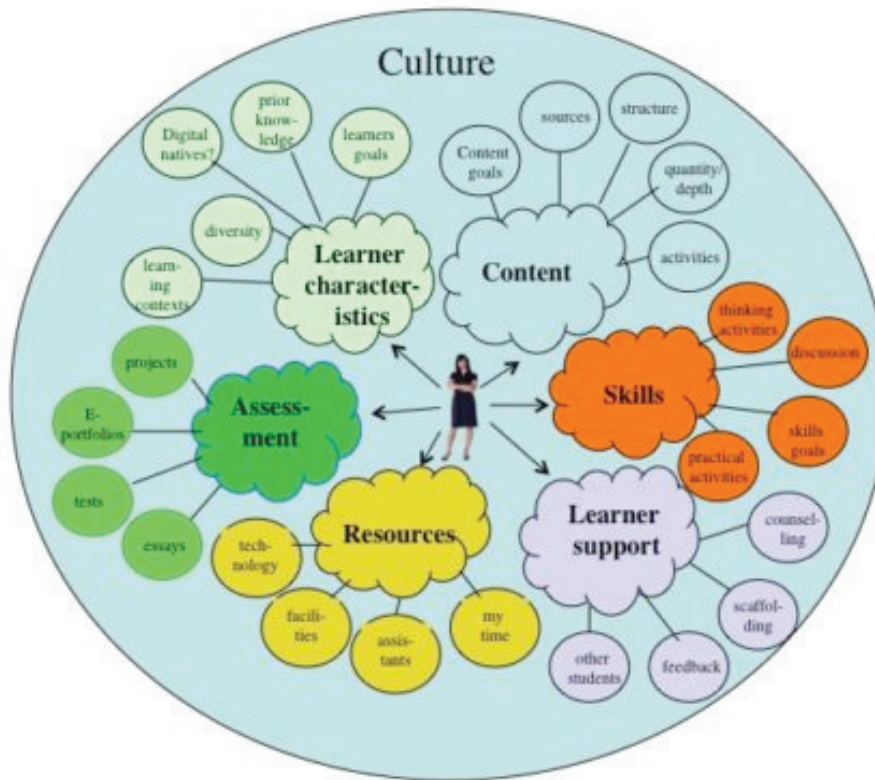 Culture
prior
know-
ledge
Digital
natives?
learners
goals
diversity
learn-
ing
contexts
Learner
character-
istics
Content
goals
sources
structure
quantity/
depth
activities
Content
thinking
activities
discussion
skills
goals
practical
activities
Skills
projects
E-
portfolios
tests
essays
Assess-
ment
Resources
tech-
nology
facili-
ties
assis-
tants
my
time
Learner
support
counsel-
ling
scaffol-
ding
feedback
other
students